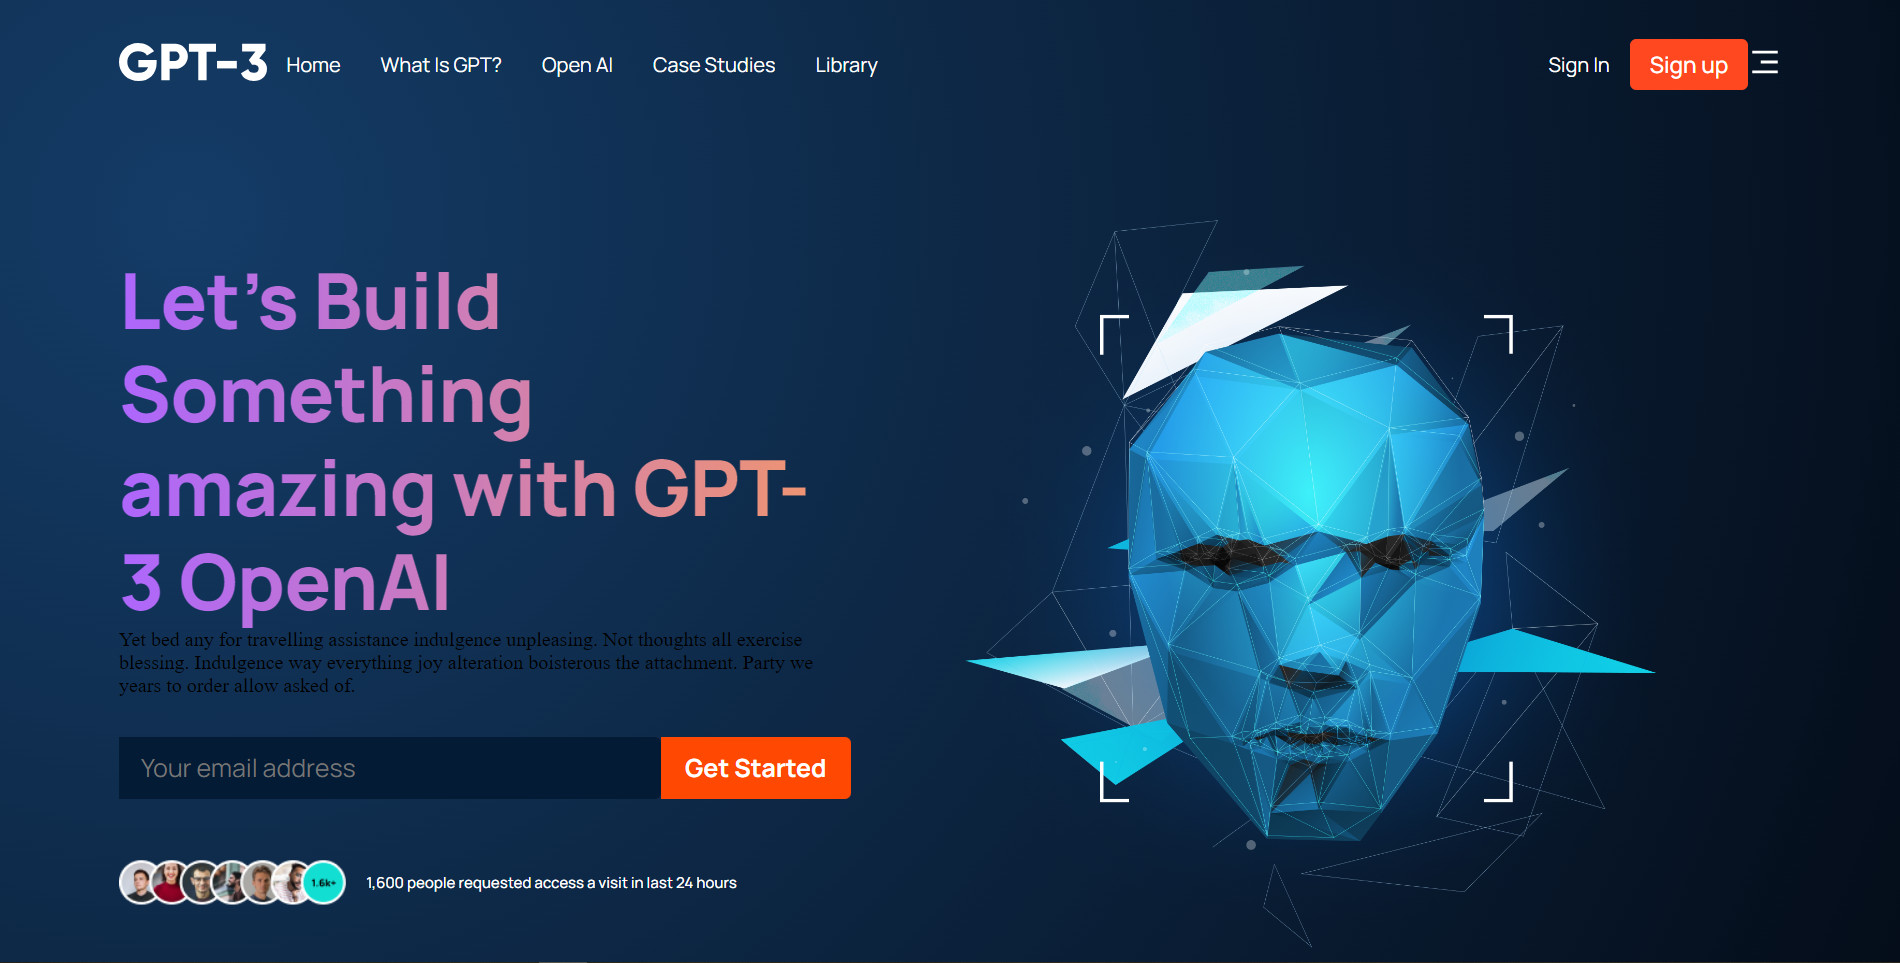 GPT-3 Home What Is GPT? Open AI Case Studies Library Sign In Sign up
Let's Build
Something
amazing with GPT-
3 OpenAI
Yet bed any for travelling assistance indulgence unpleasing. Not thoughts all exercise
blessing. Indulgence way everything joy alteration boisterous the attachment. Party we
years to order allow asked of.
Your email address Get Started
1.6k+ 1,600 people requested access a visit in last 24 hours